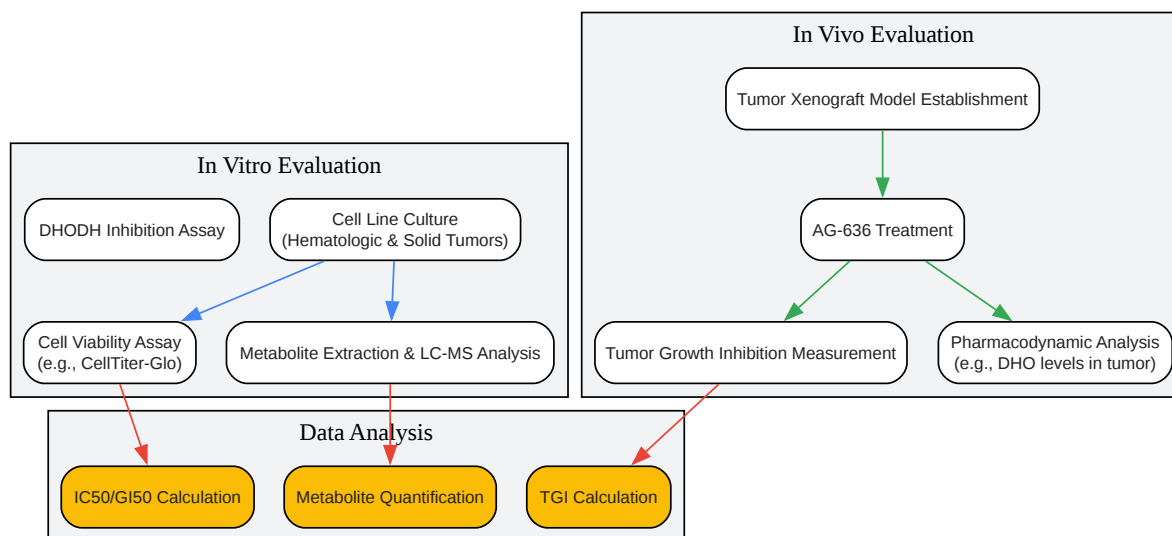 In Vivo Evaluation
Tumor Xenograft Model Establishment
In Vitro Evaluation
DHODH Inhibition Assay
Cell Line Culture
(Hematologic & Solid Tumors)
AG-636 Treatment
Cell Viability Assay
(e.g., CellTiter-Glo)
Metabolite Extraction & LC-MS Analysis
Tumor Growth Inhibition Measurement
Pharmacodynamic Analysis
(e.g., DHO levels in tumor)
Data Analysis
IC50/GI50 Calculation
Metabolite Quantification
TGI Calculation